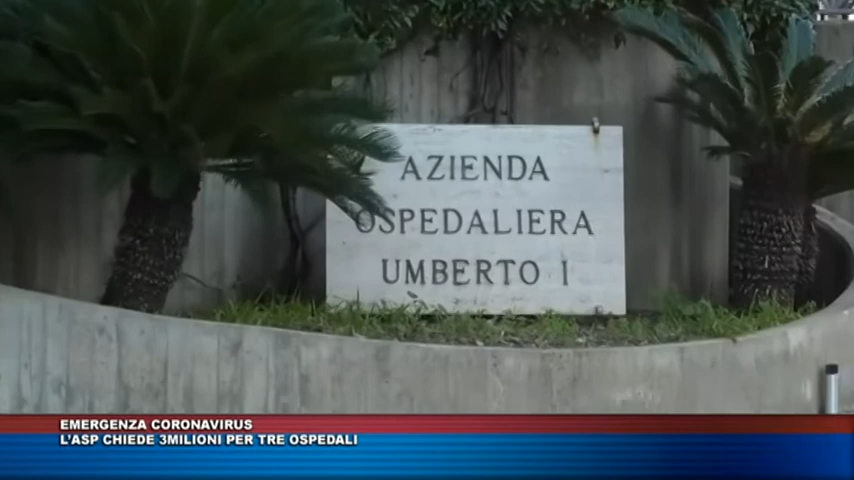 AZIENDA
OSPEDALIERA
UMBERTO I
EMERGENZA CORONAVIRUS
L'ASP CHIEDE 3MILIONI PER TRE OSPEDALI